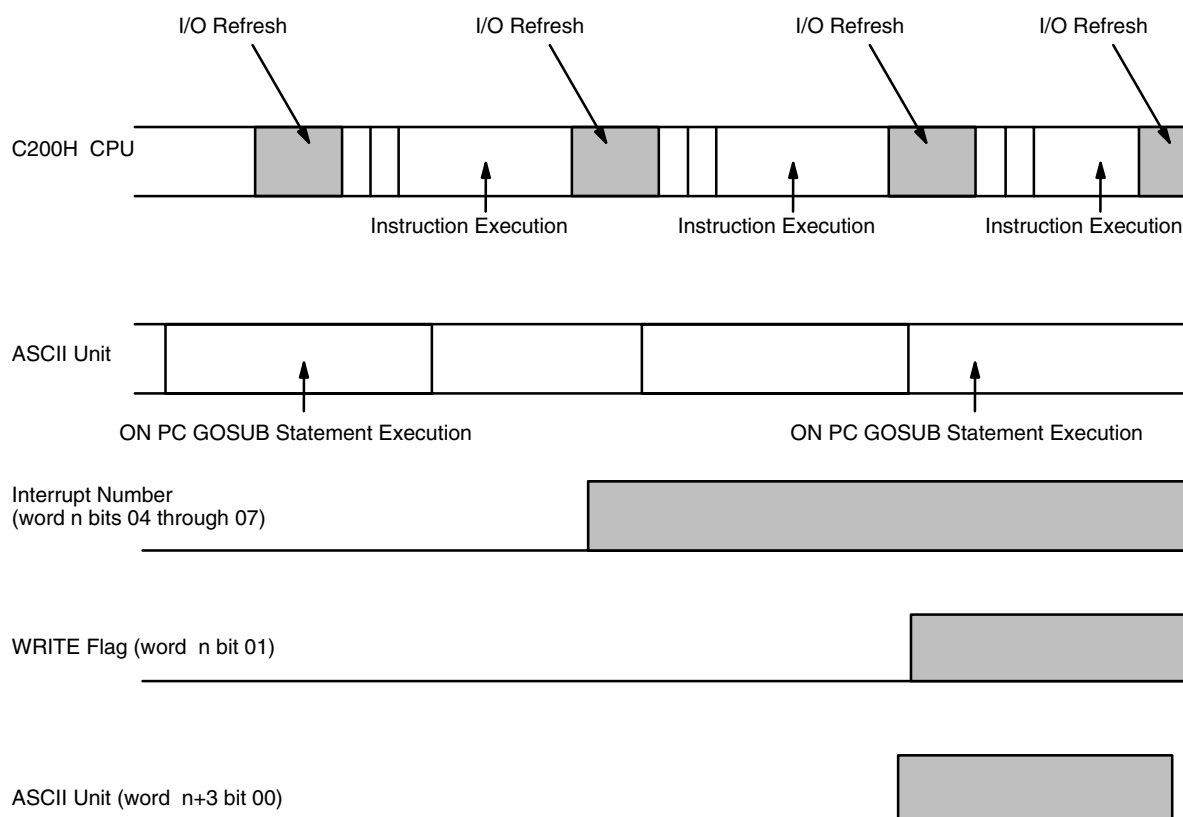 I/O Refresh
I/O Refresh
I/O Refresh
I/O Refresh
C200H CPU
Instruction Execution
Instruction Execution
Instruction Execution
ASCII Unit
ON PC GOSUB Statement Execution
ON PC GOSUB Statement Execution
Interrupt Number
(word n bits 04 through 07)
WRITE Flag (word n bit 01)
ASCII Unit (word n+3 bit 00)